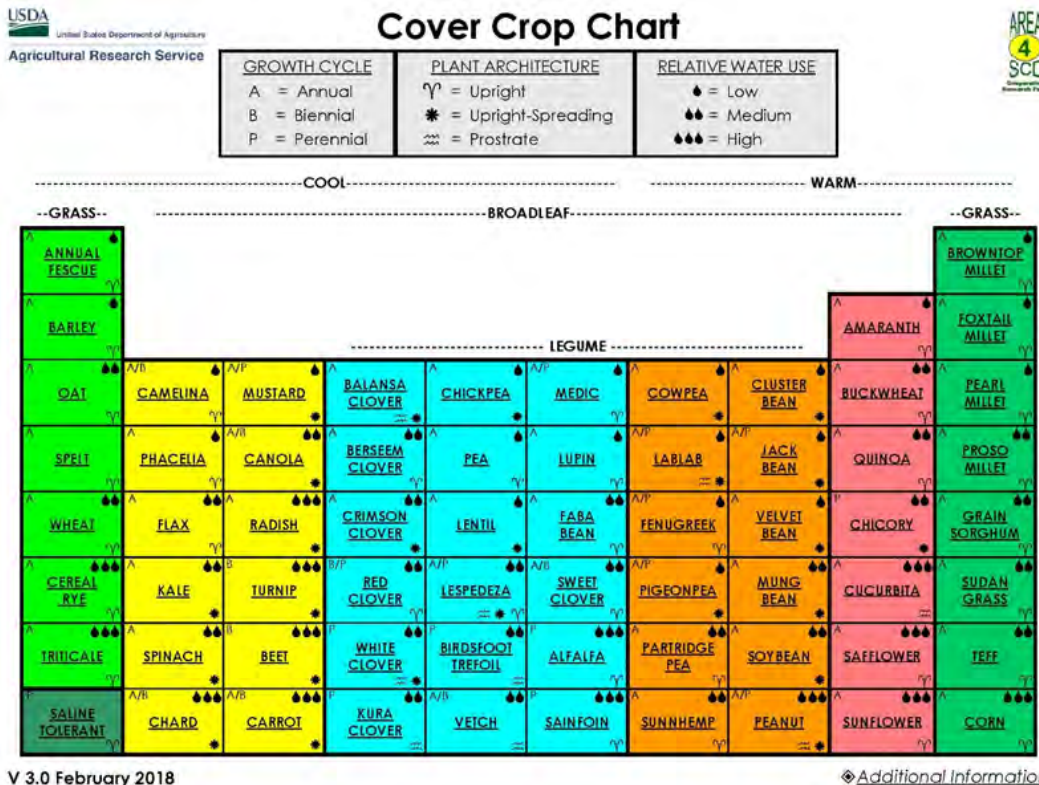 USDA
United States Department of Agriculture
Agricultural Research Service
Cover Crop Chart
AREA
4
SCD
GROWTH CYCLE
A = Annual
B = Biennial
P = Perennial
PLANT ARCHITECTURE
= Upright
= Upright-Spreading
= Prostrate
RELATIVE WATER USE
= Low
= Medium
= High
COOL
WARM
GRASS
BROADLEAF
GRASS
A
ANNUAL
FESCUE
A
BROWNTOP
MILLET
A
BARLEY
LEGUME
A
AMARANTH
A
FOXTAIL
MILLET
A
OAT
A/B
CAMELINA
A/P
MUSTARD
A
BALANSA
CLOVER
A
CHICKPEA
A/P
MEDIC
A
COWPEA
A
CLUSTER
BEAN
A
BUCKWHEAT
A
PEARL
MILLET
A
SPELT
A
PHACELIA
A/B
CANOLA
A
BERSEEM
CLOVER
A
PEA
A
LUPIN
A/P
LABLAB
A/P
JACK
BEAN
A
QUINOA
A
PROSO
MILLET
A
WHEAT
A
FLAX
A
RADISH
A
CRIMSON
CLOVER
A
LENTIL
A
FABA
BEAN
A/P
FENUGREEK
A
VELVET
BEAN
P
CHICORY
A
GRAIN
SORGHUM
A
CEREAL
RYE
A
KALE
B
TURNIP
B/P
RED
CLOVER
A/P
LESPEDEZA
A/B
SWEET
CLOVER
A/P
PIGEONPEA
A
MUNG
BEAN
A
CUCURBITA
A
SUDAN
GRASS
A
TRITICALE
A
SPINACH
B
BEET
P
WHITE
CLOVER
P
BIRDSFOOT
TREFOIL
P
ALFALFA
A
PARTRIDGE
PEA
A
SOYBEAN
A
SAFFLOWER
A
TEFF
P
SALINE
TOLERANT
A/B
CHARD
A/B
CARROT
P
KURA
CLOVER
A/B
VETCH
P
SAINFOIN
A
SUNNHEMP
A/P
PEANUT
A
SUNFLOWER
A
CORN
V 3.0 February 2018
Additional Information